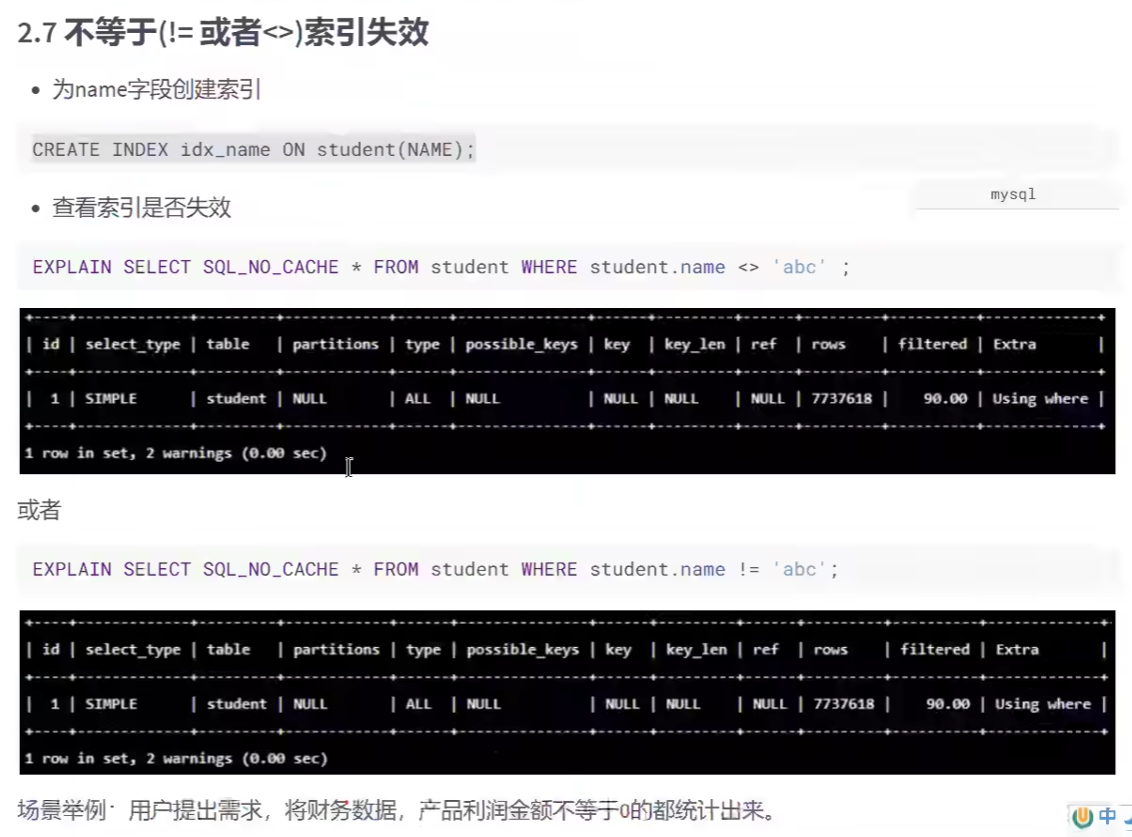 2.7 不等于(!= 或者<>)索引失效
• 为name字段创建索引
CREATE INDEX idx_name ON student(NAME);
• 查看索引是否失效
mysql
EXPLAIN SELECT SQL_NO_CACHE * FROM student WHERE student.name <> 'abc' ;
+----+-------------+---------+------------+------+---------------+------+---------+------+---------+----------+-------------+
| id | select_type | table | partitions | type | possible_keys | key | key_len | ref | rows | filtered | Extra |
+----+-------------+---------+------------+------+---------------+------+---------+------+---------+----------+-------------+
| 1 | SIMPLE | student | NULL | ALL | NULL | NULL | NULL | NULL | 7737618 | 90.00 | Using where |
+----+-------------+---------+------------+------+---------------+------+---------+------+---------+----------+-------------+
1 row in set, 2 warnings (0.00 sec)
或者
EXPLAIN SELECT SQL_NO_CACHE * FROM student WHERE student.name != 'abc';
+----+-------------+---------+------------+------+---------------+------+---------+------+---------+----------+-------------+
| id | select_type | table | partitions | type | possible_keys | key | key_len | ref | rows | filtered | Extra |
+----+-------------+---------+------------+------+---------------+------+---------+------+---------+----------+-------------+
| 1 | SIMPLE | student | NULL | ALL | NULL | NULL | NULL | NULL | 7737618 | 90.00 | Using where |
+----+-------------+---------+------------+------+---------------+------+---------+------+---------+----------+-------------+
1 row in set, 2 warnings (0.00 sec)
场景举例：用户提出需求，将财务数据，产品利润金额不等于0的都统计出来。
中